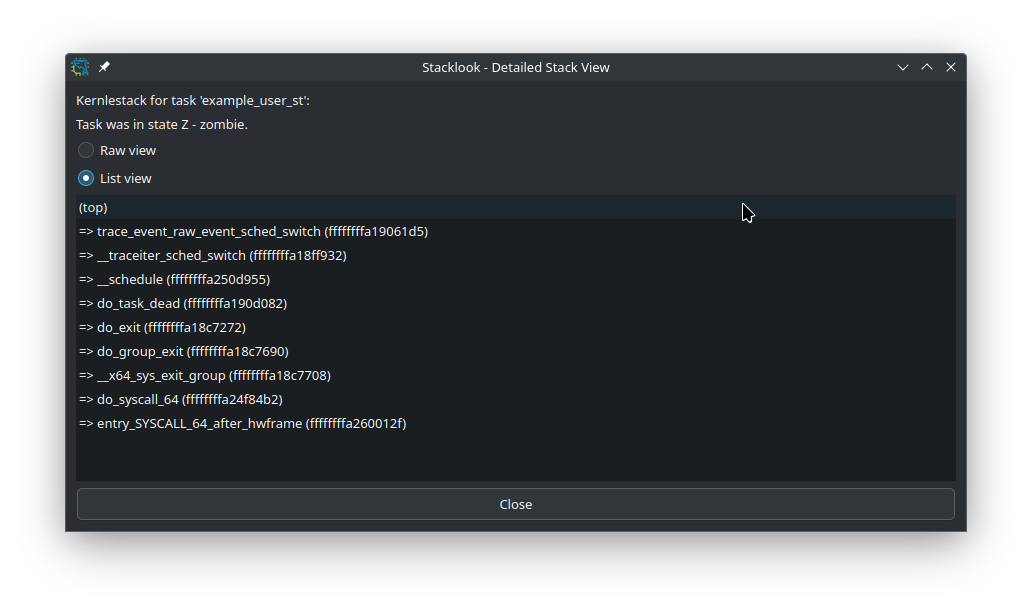 Stacklook - Detailed Stack View
Kernlestack for task 'example_user_st':
Task was in state Z - zombie.
Raw view
List view
(top)
=> trace_event_raw_event_sched_switch (ffffffffa19061d5)
=> __traceiter_sched_switch (ffffffffa18ff932)
=> __schedule (ffffffffa250d955)
=> do_task_dead (ffffffffa190d082)
=> do_exit (ffffffffa18c7272)
=> do_group_exit (ffffffffa18c7690)
=> __x64_sys_exit_group (ffffffffa18c7708)
=> do_syscall_64 (ffffffffa24f84b2)
=> entry_SYSCALL_64_after_hwframe (ffffffffa260012f)
Close